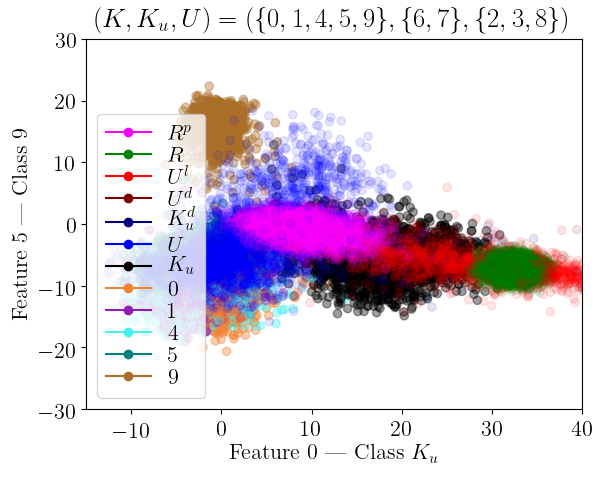 (K, K_u, U) = ({0, 1, 4, 5, 9}, {6, 7}, {2, 3, 8})
30
20
10
0
−10
−20
−30
Feature 5 — Class 9
R^p
R
U^l
U^d
K_u^d
U
K_u
0
1
4
5
9
−10
0
10
20
30
40
Feature 0 — Class K_u